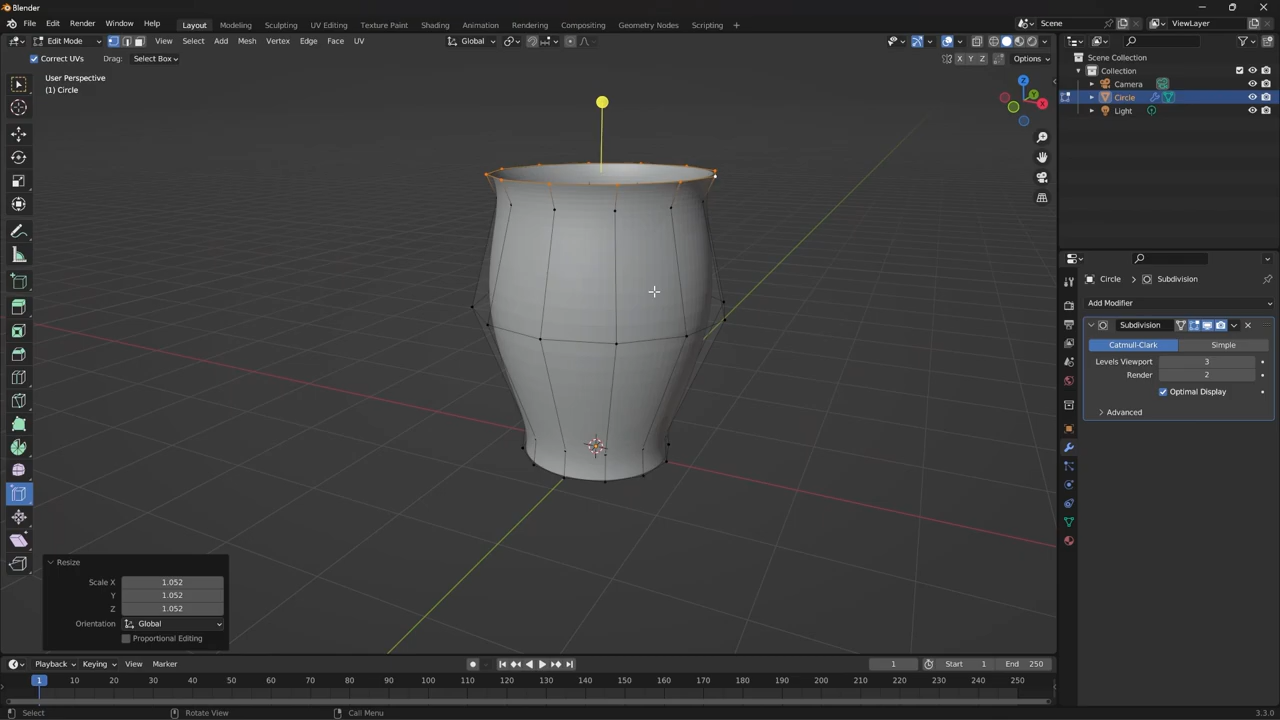 Blender
File Edit Render Window Help Layout Modeling Sculpting UV Editing Texture Paint Shading Animation Rendering Compositing Geometry Nodes Scripting + Scene ViewLayer
Edit Mode View Select Add Mesh Vertex Edge Face UV Global
Correct UVs Drag: Select Box X Y Z Options
User Perspective
(1) Circle
Scene Collection
Collection
Camera
Circle
Light
Z
Y
X
Circle > Subdivision
Add Modifier
Subdivision
Catmull-Clark Simple
Levels Viewport 3
Render 2
Optimal Display
Advanced
Resize
Scale X 1.052
Y 1.052
Z 1.052
Orientation Global
Proportional Editing
Playback Keying View Marker 1 Start 1 End 250
1 10 20 30 40 50 60 70 80 90 100 110 120 130 140 150 160 170 180 190 200 210 220 230 240 250
Select Rotate View Call Menu 3.3.0